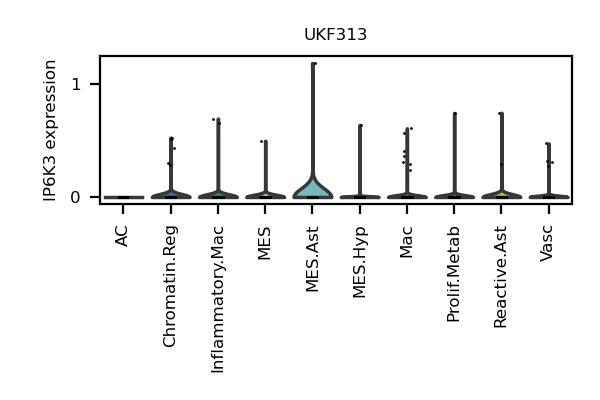 UKF313
IP6K3 expression
1
0
AC
Chromatin.Reg
Inflammatory.Mac
MES
MES.Ast
MES.Hyp
Mac
Prolif.Metab
Reactive.Ast
Vasc